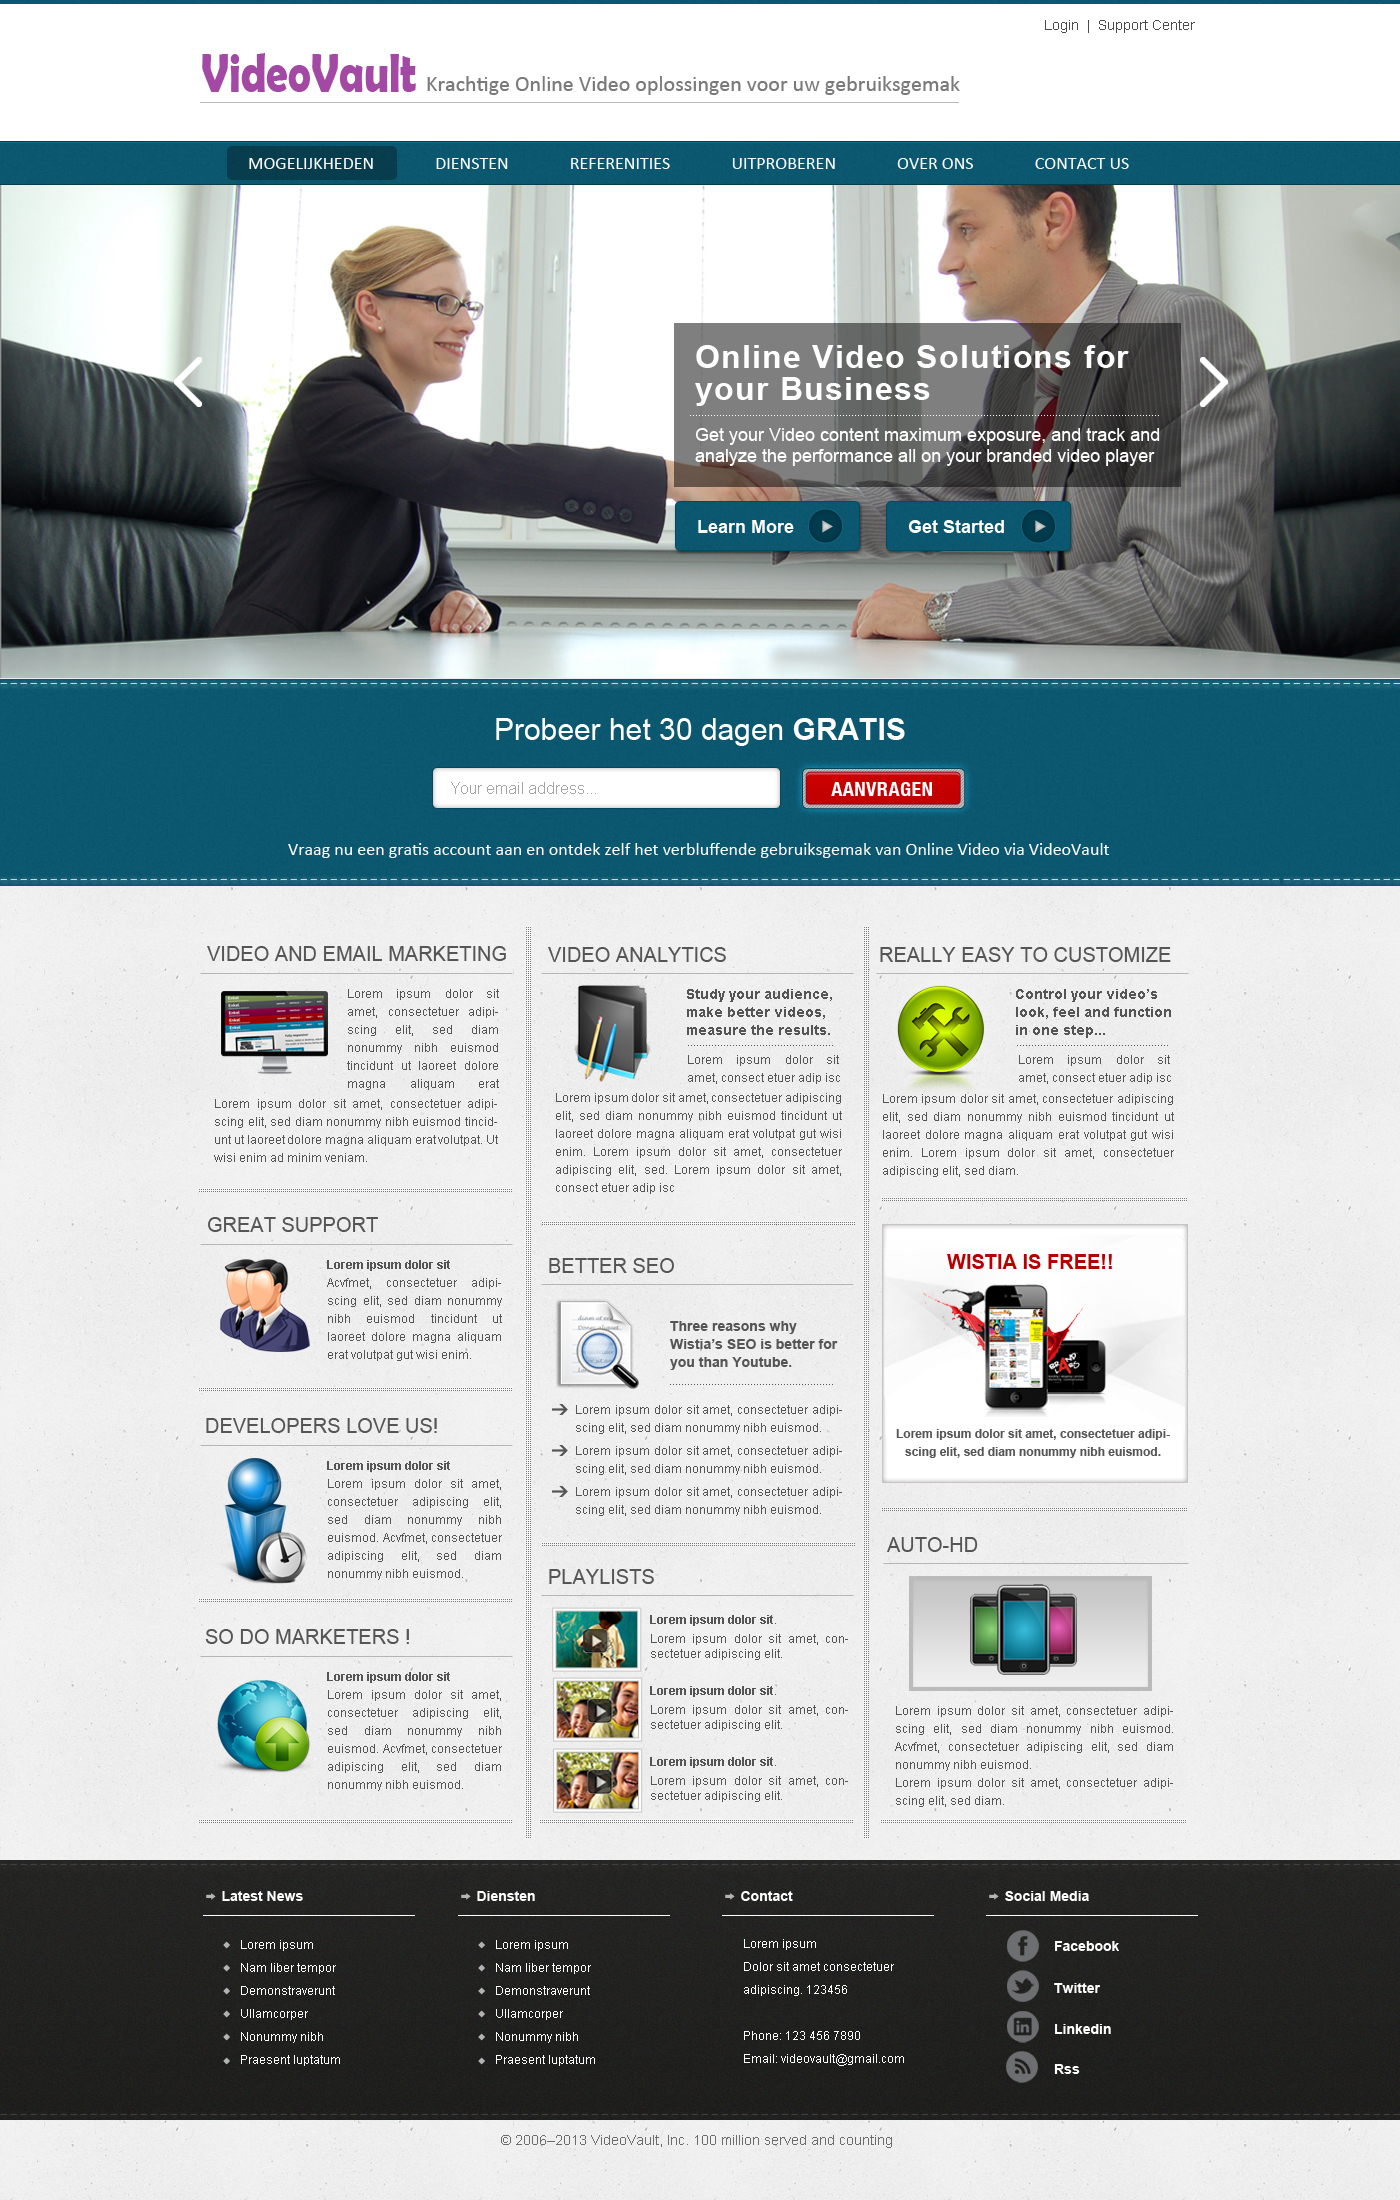 Login | Support Center
VideoVault Krachtige Online Video oplossingen voor uw gebruiksgemak
MOGELIJKHEDEN DIENSTEN REFERENITIES UITPROBEREN OVER ONS CONTACT US
Online Video Solutions for
your Business
Get your Video content maximum exposure, and track and
analyze the performance all on your branded video player
Learn More Get Started
Probeer het 30 dagen GRATIS
Your email address... AANVRAGEN
Vraag nu een gratis account aan en ontdek zelf het verbluffende gebruiksgemak van Online Video via VideoVault
VIDEO AND EMAIL MARKETING
Lorem ipsum dolor sit
amet, consectetuer adipi-
scing elit, sed diam
nonummy nibh euismod
tincidunt ut laoreet dolore
magna aliquam erat
Lorem ipsum dolor sit amet, consectetuer adipi-
scing elit, sed diam nonummy nibh euismod tincid-
unt ut laoreet dolore magna aliquam erat volutpat. Ut
wisi enim ad minim veniam.
GREAT SUPPORT
Lorem ipsum dolor sit
Acvfmet, consectetuer adipi-
scing elit, sed diam nonummy
nibh euismod tincidunt ut
laoreet dolore magna aliquam
erat volutpat gut wisi enim.
DEVELOPERS LOVE US!
Lorem ipsum dolor sit
Lorem ipsum dolor sit amet,
consectetuer adipiscing elit,
sed diam nonummy nibh
euismod. Acvfmet, consectetuer
adipiscing elit, sed diam
nonummy nibh euismod.
SO DO MARKETERS !
Lorem ipsum dolor sit
Lorem ipsum dolor sit amet,
consectetuer adipiscing elit,
sed diam nonummy nibh
euismod. Acvfmet, consectetuer
adipiscing elit, sed diam
nonummy nibh euismod.
VIDEO ANALYTICS
Study your audience,
make better videos,
measure the results.
Lorem ipsum dolor sit
amet, consect etuer adip isc
Lorem ipsum dolor sit amet, consectetuer adipiscing
elit, sed diam nonummy nibh euismod tincidunt ut
laoreet dolore magna aliquam erat volutpat gut wisi
enim. Lorem ipsum dolor sit amet, consectetuer
adipiscing elit, sed. Lorem ipsum dolor sit amet,
consect etuer adip isc
BETTER SEO
Three reasons why
Wistia's SEO is better for
you than Youtube.
Lorem ipsum dolor sit amet, consectetuer adipi-
scing elit, sed diam nonummy nibh euismod.
Lorem ipsum dolor sit amet, consectetuer adipi-
scing elit, sed diam nonummy nibh euismod.
Lorem ipsum dolor sit amet, consectetuer adipi-
scing elit, sed diam nonummy nibh euismod.
PLAYLISTS
Lorem ipsum dolor sit.
Lorem ipsum dolor sit amet, con-
sectetuer adipiscing elit.
Lorem ipsum dolor sit.
Lorem ipsum dolor sit amet, con-
sectetuer adipiscing elit.
Lorem ipsum dolor sit.
Lorem ipsum dolor sit amet, con-
sectetuer adipiscing elit.
REALLY EASY TO CUSTOMIZE
Control your video's
look, feel and function
in one step...
Lorem ipsum dolor sit
amet, consect etuer adip isc
Lorem ipsum dolor sit amet, consectetuer adipiscing
elit, sed diam nonummy nibh euismod tincidunt ut
laoreet dolore magna aliquam erat volutpat gut wisi
enim. Lorem ipsum dolor sit amet, consectetuer
adipiscing elit, sed diam.
WISTIA IS FREE!!
Lorem ipsum dolor sit amet, consectetuer adipi-
scing elit, sed diam nonummy nibh euismod.
AUTO-HD
Lorem ipsum dolor sit amet, consectetuer adipi-
scing elit, sed diam nonummy nibh euismod.
Acvfmet, consectetuer adipiscing elit, sed diam
nonummy nibh euismod.
Lorem ipsum dolor sit amet, consectetuer adipi-
scing elit, sed diam.
Latest News
Lorem ipsum
Nam liber tempor
Demonstraverunt
Ullamcorper
Nonummy nibh
Praesent luptatum
Diensten
Lorem ipsum
Nam liber tempor
Demonstraverunt
Ullamcorper
Nonummy nibh
Praesent luptatum
Contact
Lorem ipsum
Dolor sit amet consectetuer
adipiscing. 123456
Phone: 123 456 7890
Email: videovault@gmail.com
Social Media
Facebook
Twitter
Linkedin
Rss
© 2006–2013 VideoVault, Inc. 100 million served and counting